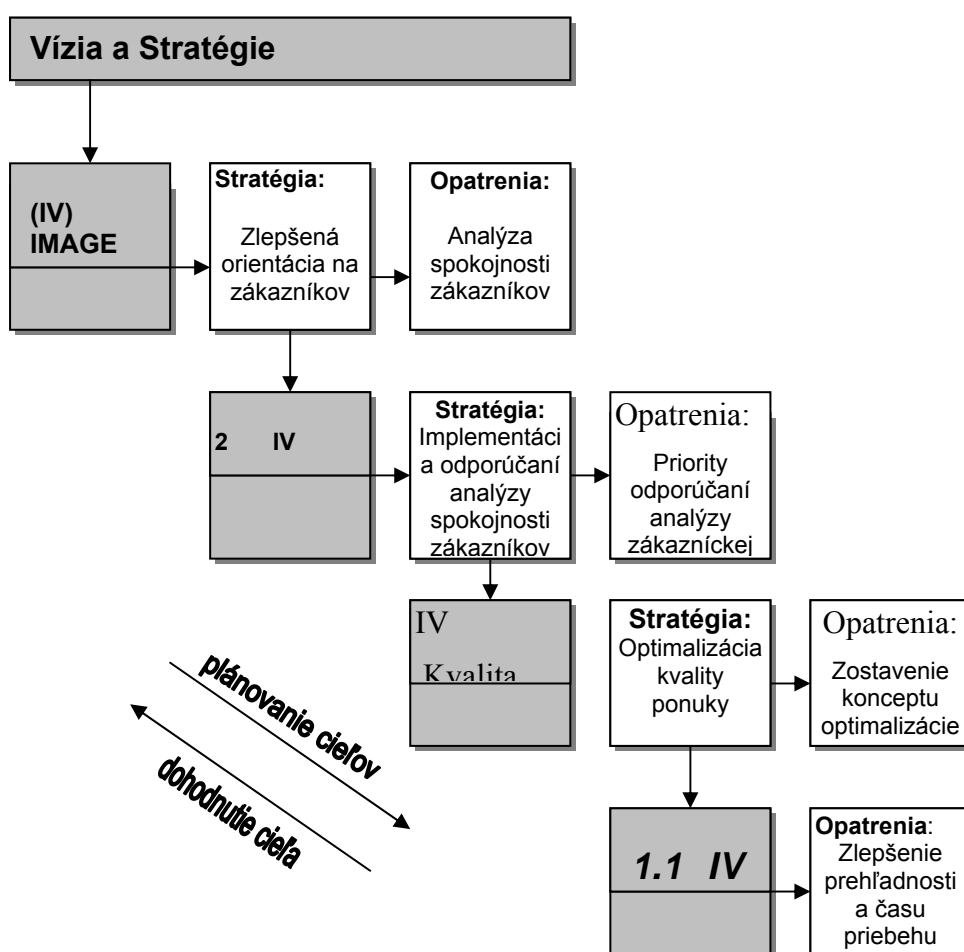 Vízia a Stratégie
(IV)
IMAGE
Stratégia:
Zlepšená
orientácia na
zákazníkov
Opatrenia:
Analýza
spokojnosti
zákazníkov
2 IV
Stratégia:
Implementáci
a odporúčaní
analýzy
spokojnosti
zákazníkov
Opatrenia:
Priority
odporúčaní
analýzy
zákazníckej
IV
Kvalita
Stratégia:
Optimalizácia
kvality
ponuky
Opatrenia:
Zostavenie
konceptu
optimalizácie
plánovanie cieľov
dohodnutie cieľa
1.1 IV
Opatrenia:
Zlepšenie
prehľadnosti
a času
priebehu